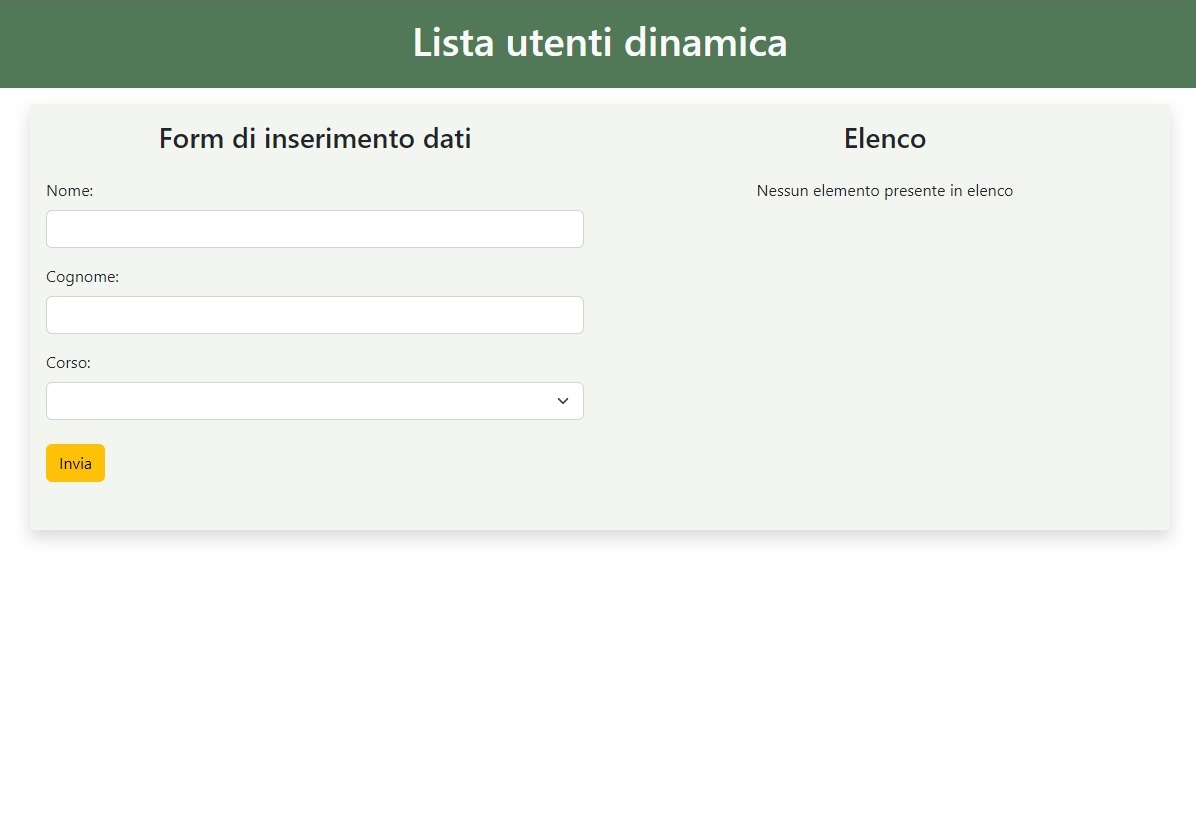 Lista utenti dinamica
Form di inserimento dati
Nome:
Cognome:
Corso:
Invia
Elenco
Nessun elemento presente in elenco